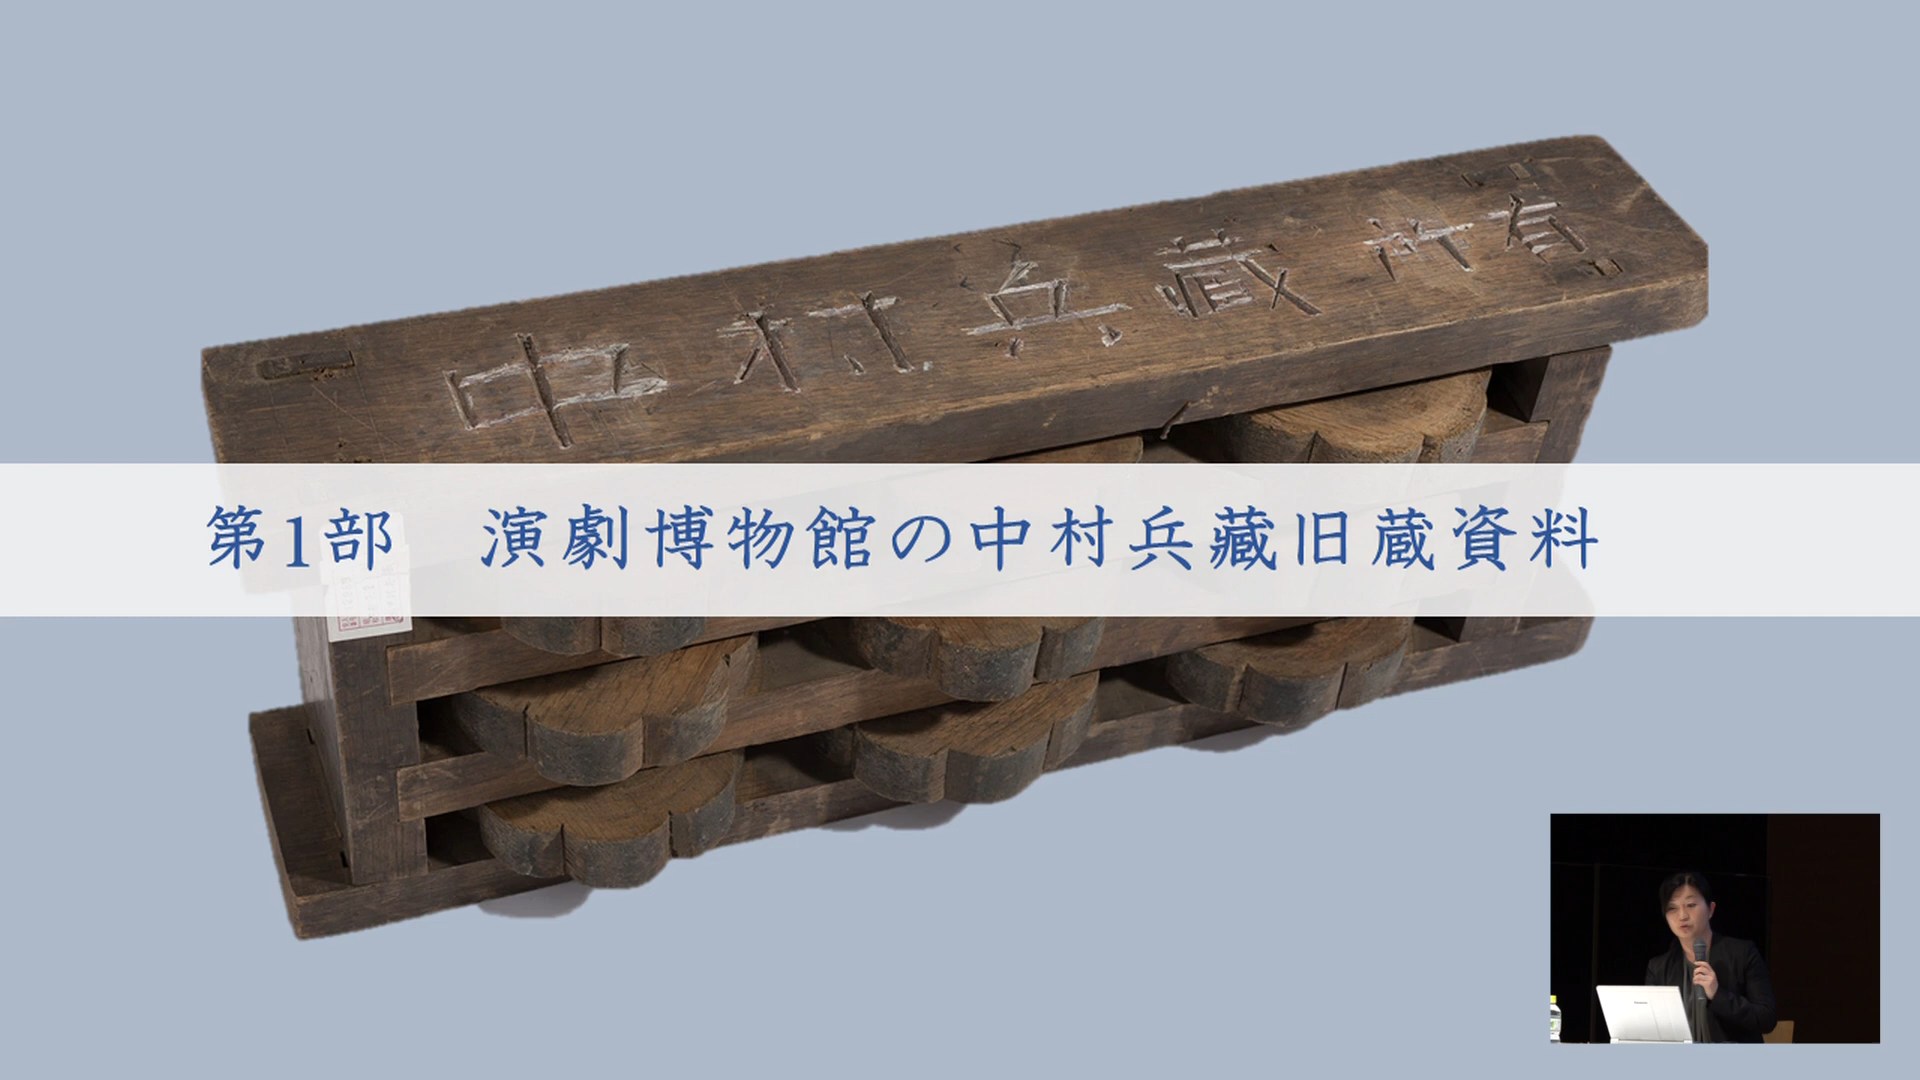 中村兵蔵所有
第1部　演劇博物館の中村兵藏旧蔵資料